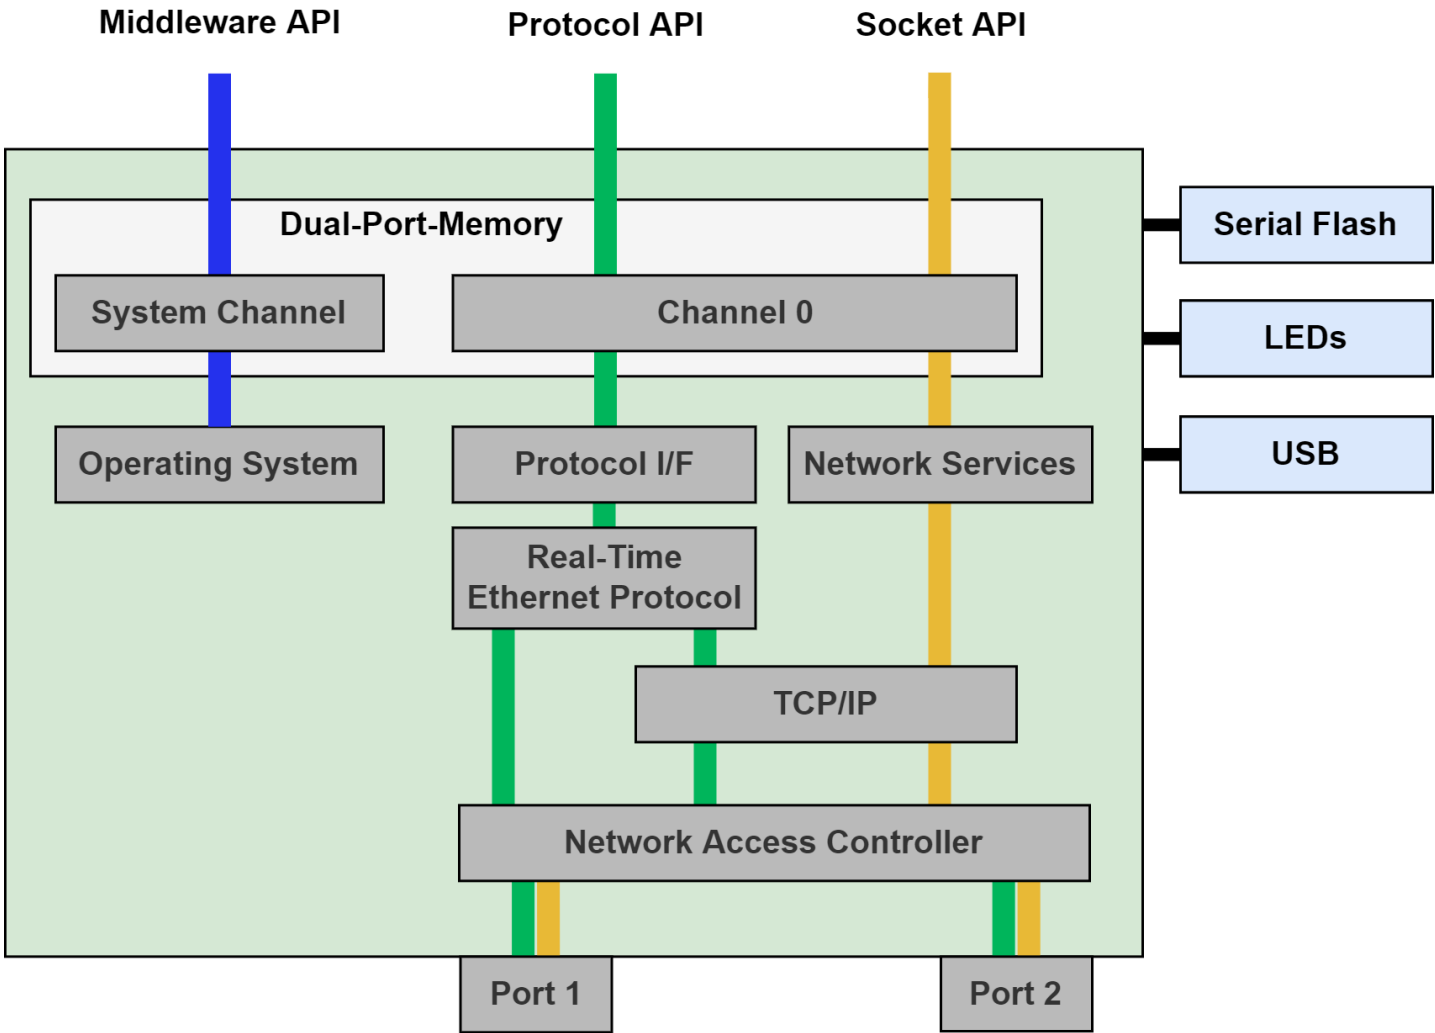 Middleware API
Protocol API
Socket API
Dual-Port-Memory
System Channel
Channel 0
Operating System
Protocol I/F
Network Services
Real-Time
Ethernet Protocol
TCP/IP
Network Access Controller
Port 1
Port 2
Serial Flash
LEDs
USB